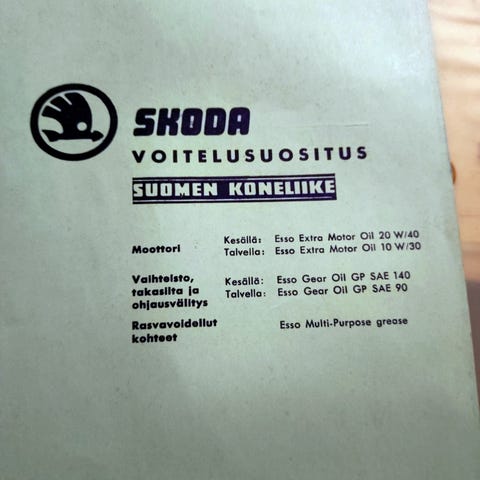 SKODA
VOITELUSUOSITUS
SUOMEN KONELIIKE
Moottori
Kesällä: Esso Extra Motor Oil 20 W/40
Talvella: Esso Extra Motor Oil 10 W/30
Vaihteisto,
takasilta ja
ohjausvälitys
Kesällä: Esso Gear Oil GP SAE 140
Talvella: Esso Gear Oil GP SAE 90
Rasvavoidellut
kohteet
Esso Multi-Purpose grease